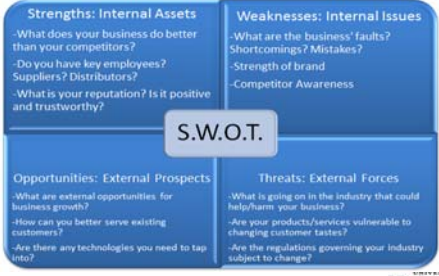 Strengths: Internal Assets
-What does your business do better
than your competitors?
-Do you have key employees?
Suppliers? Distributors?
-What is your reputation? Is it positive
and trustworthy?
Weaknesses: Internal Issues
-What are the business' faults?
Shortcomings? Mistakes?
-Strength of brand
-Competitor Awareness
S.W.O.T.
Opportunities: External Prospects
-What are external opportunities for
business growth?
-How can you better serve existing
customers?
-Are there any technologies you need to tap
into?
Threats: External Forces
-What is going on in the industry that could
help/harm your business?
-Are your products/services vulnerable to
changing customer tastes?
-Are the regulations governing your industry
subject to change?